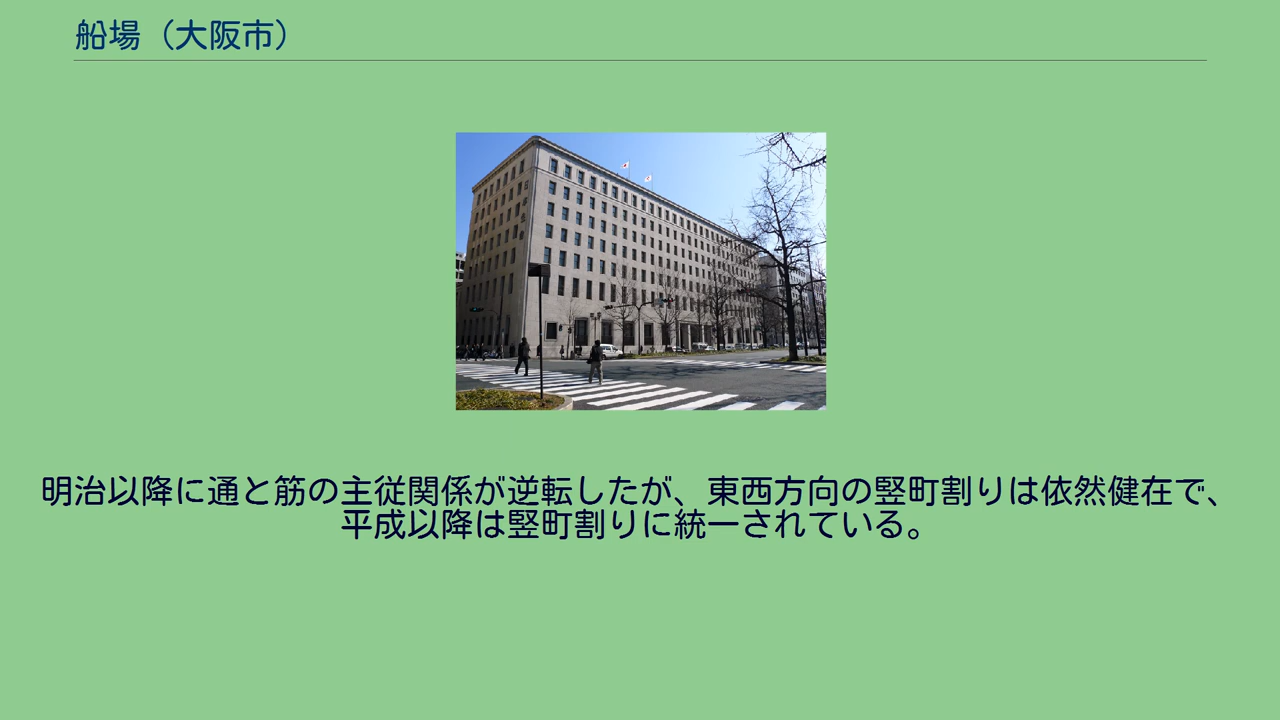 船場（大阪市）
明治以降に通と筋の主従関係が逆転したが、東西方向の竪町割りは依然健在で、
平成以降は竪町割りに統一されている。